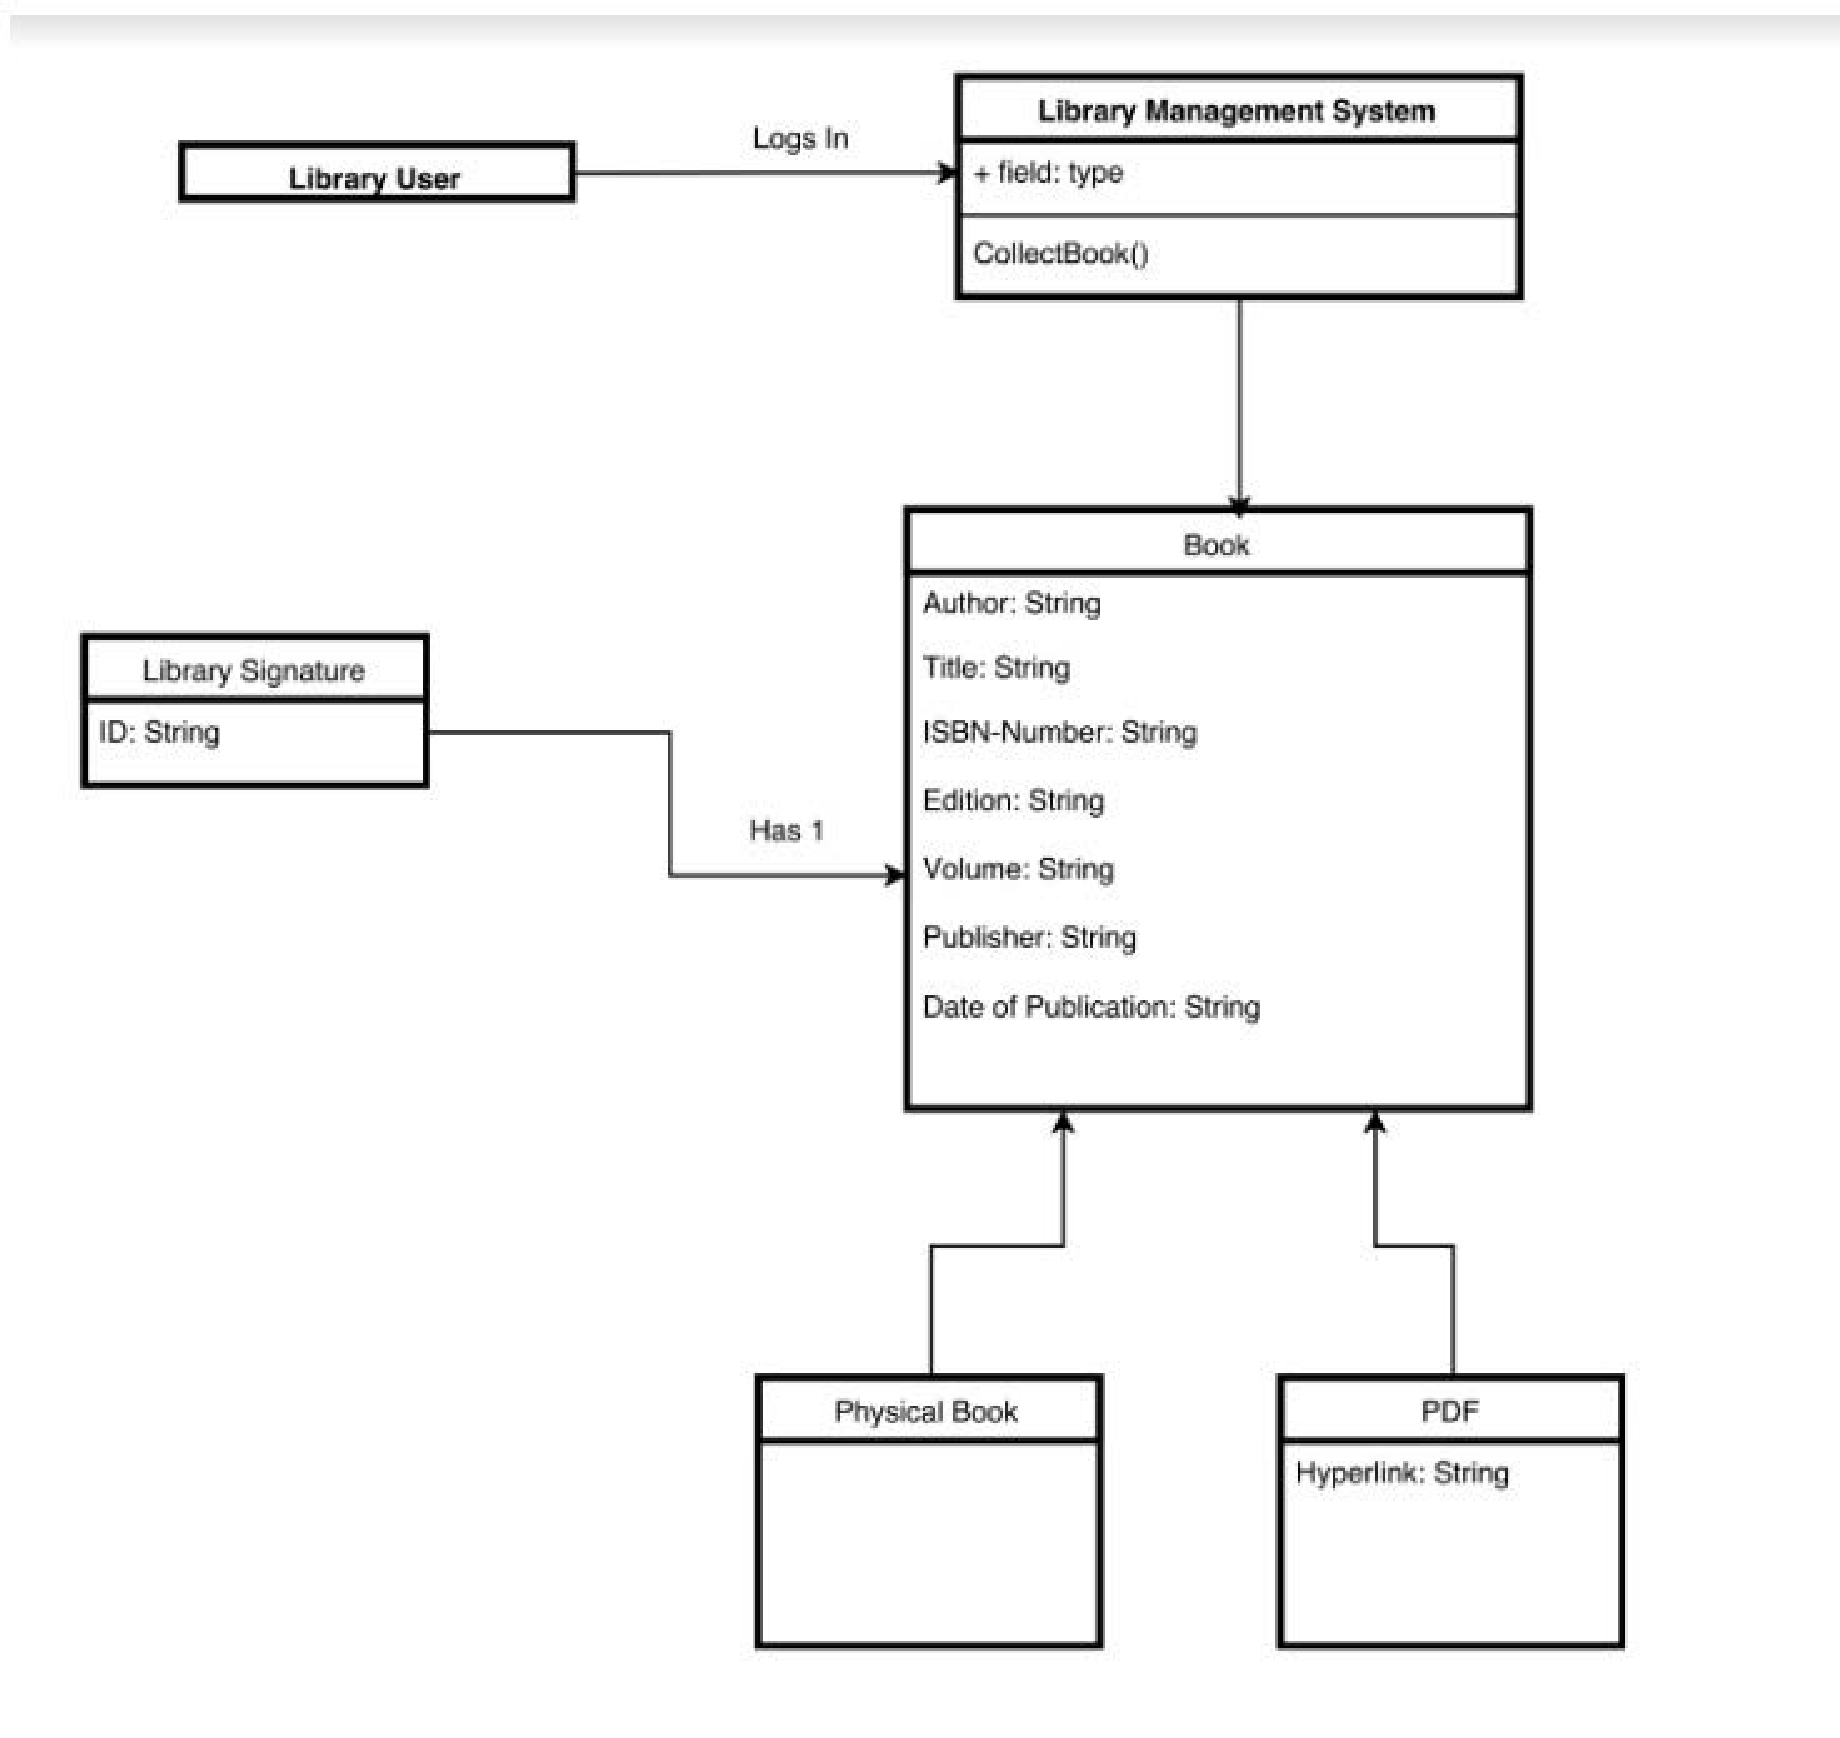 Logs In
Library User
Library Management System
+ field: type
CollectBook()
Book
Author: String
Title: String
ISBN-Number: String
Edition: String
Volume: String
Publisher: String
Date of Publication: String
Library Signature
ID: String
Has 1
Physical Book
PDF
Hyperlink: String